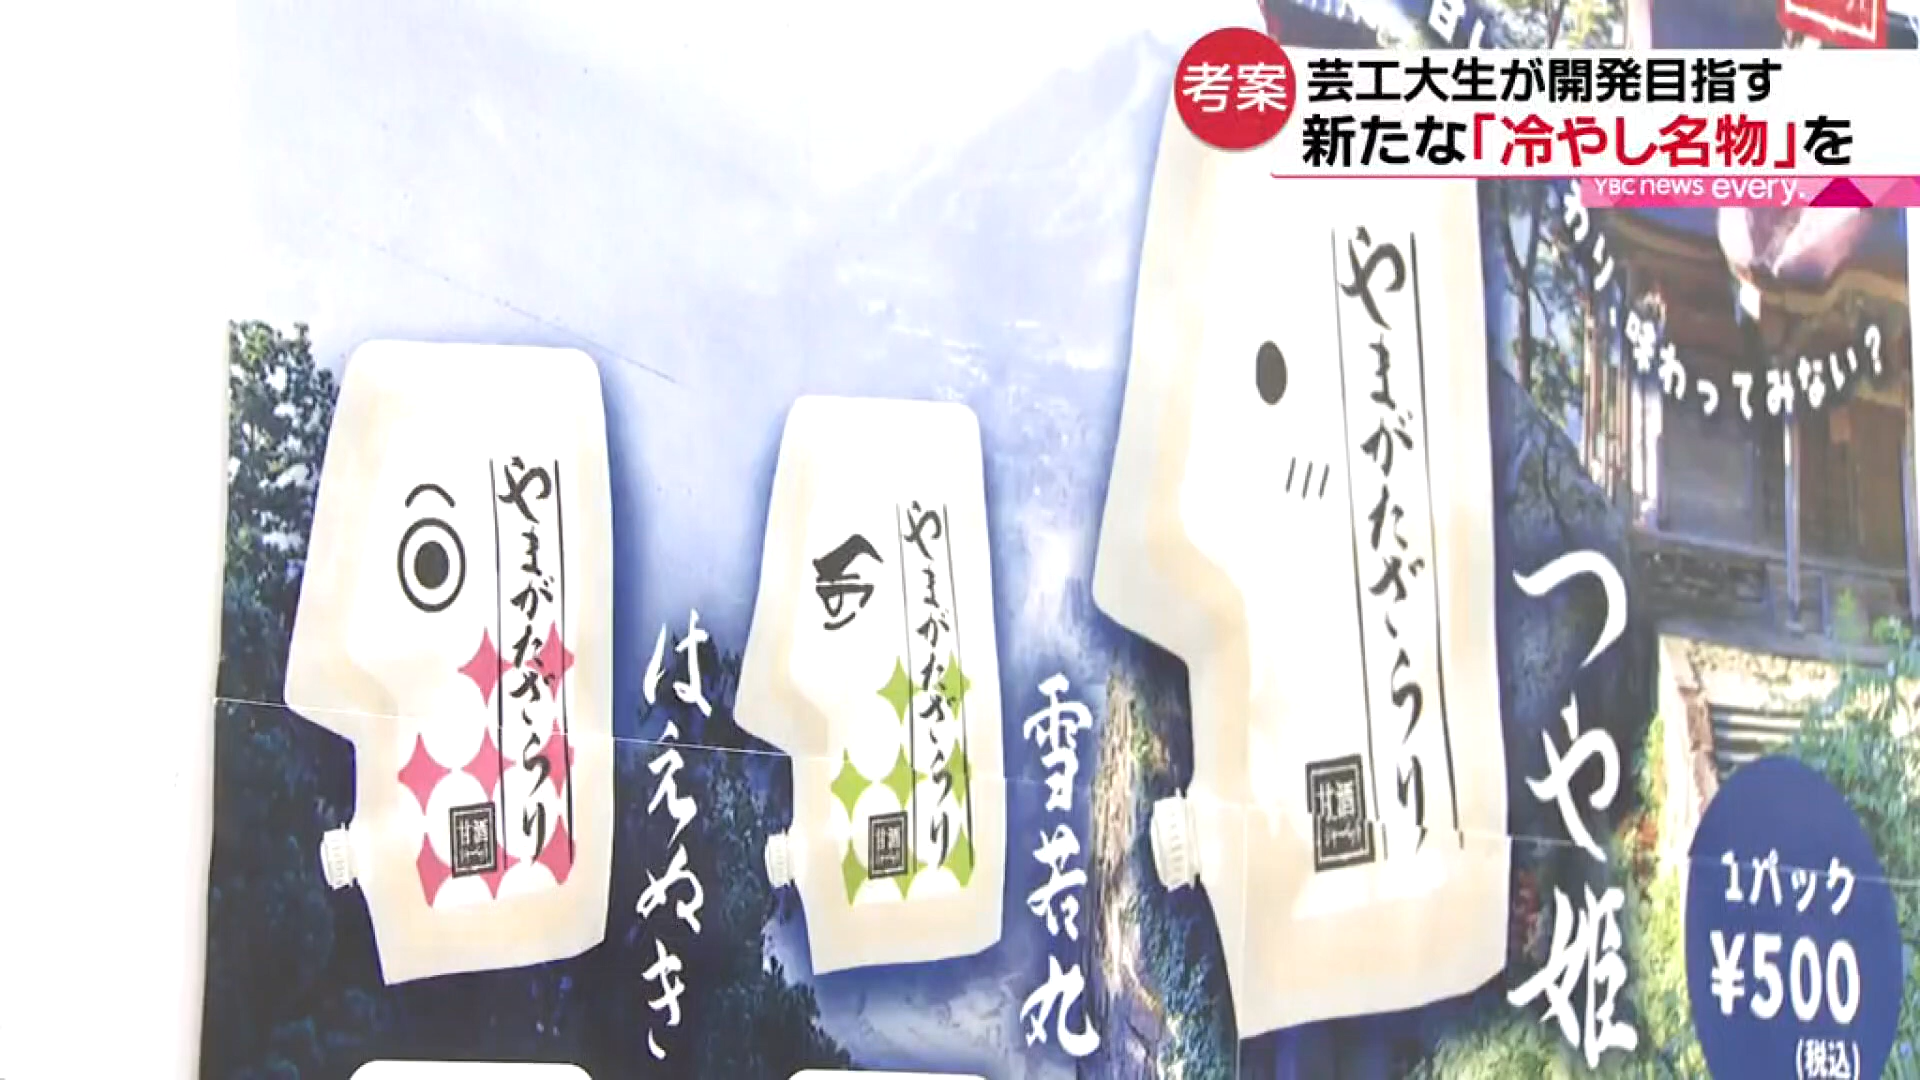 考案
芸工大生が開発目指す
新たな「冷やし名物」を
YBC news every.
味わってみない?
やまがたざらり
甘酒
はえぬき
やまがたざらり
甘酒
雪若丸
やまがたざらり
甘酒
つや姫
1パック
¥500
(税込)